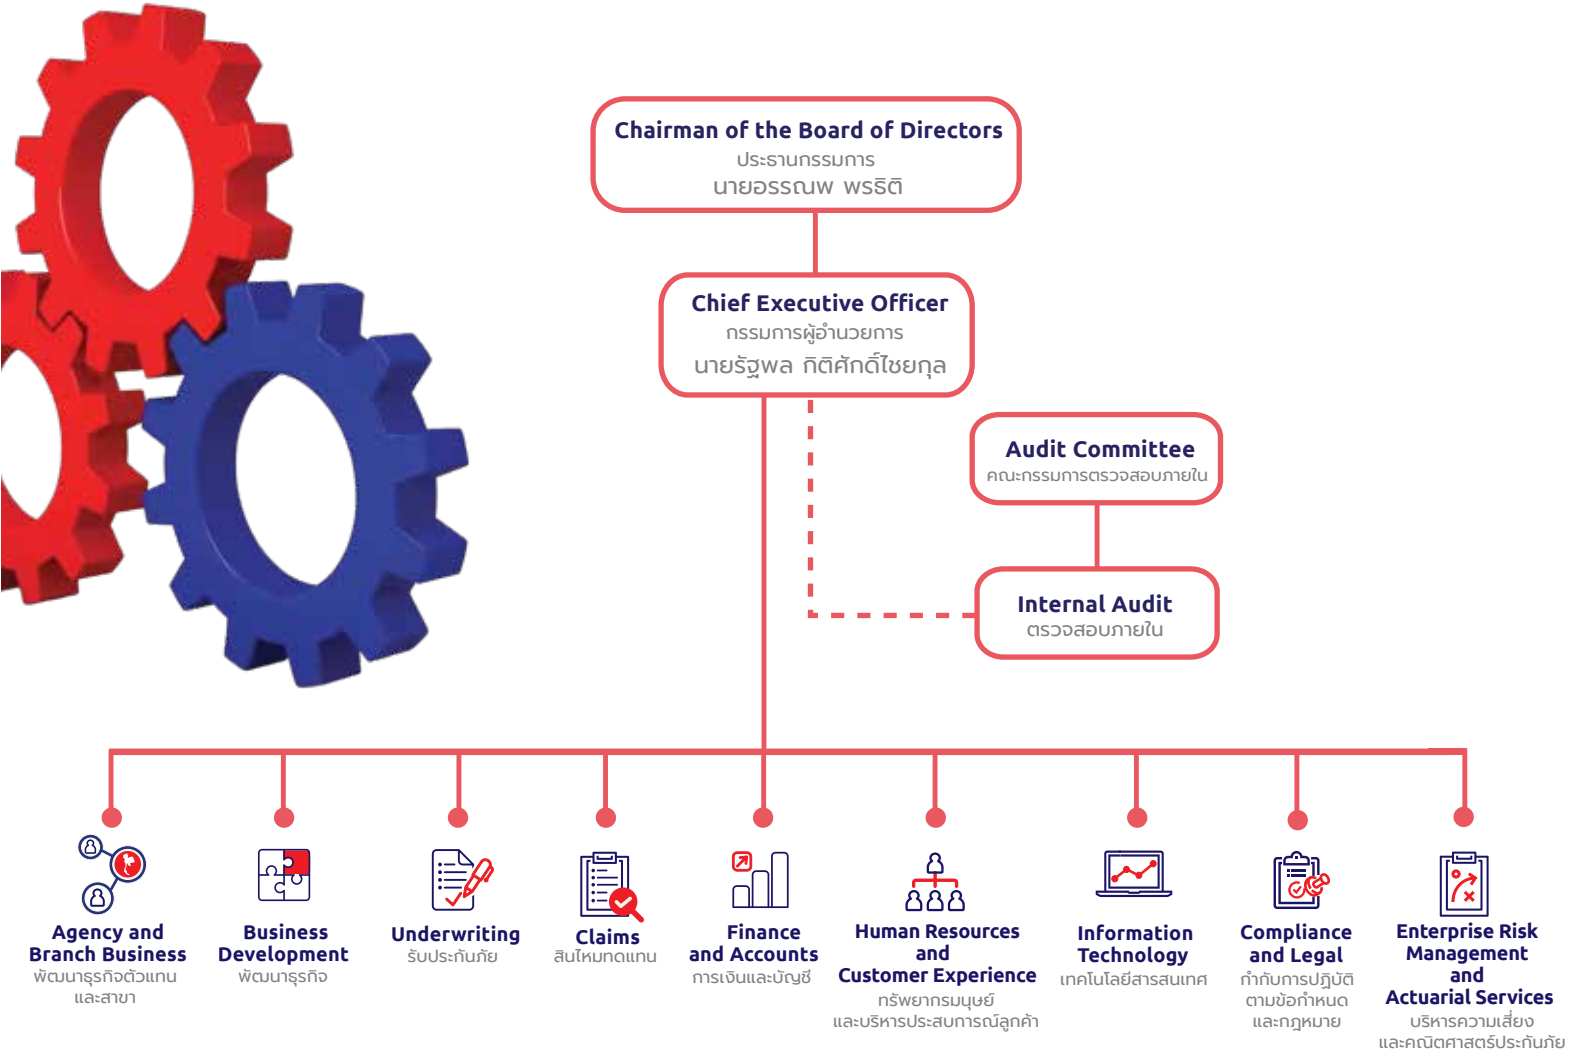 Chairman of the Board of Directors
ประธานกรรมการ
นายอรรณพ พรธิติ
Chief Executive Officer
กรรมการผู้อำนวยการ
นายรัฐพล กิติศักดิ์ไชยกุล
Audit Committee
คณะกรรมการตรวจสอบภายใน
Internal Audit
ตรวจสอบภายใน
Agency and
Branch Business
พัฒนาธุรกิจตัวแทน
และสาขา
Business
Development
พัฒนาธุรกิจ
Underwriting
รับประกันภัย
Claims
สินไหมทดแทน
Finance
and Accounts
การเงินและบัญชี
Human Resources
and
Customer Experience
ทรัพยากรมนุษย์
และบริหารประสบการณ์ลูกค้า
Information
Technology
เทคโนโลยีสารสนเทศ
Compliance
and Legal
กำกับการปฏิบัติ
ตามข้อกำหนด
และกฎหมาย
Enterprise Risk
Management
and
Actuarial Services
บริหารความเสี่ยง
และคณิตศาสตร์ประกันภัย